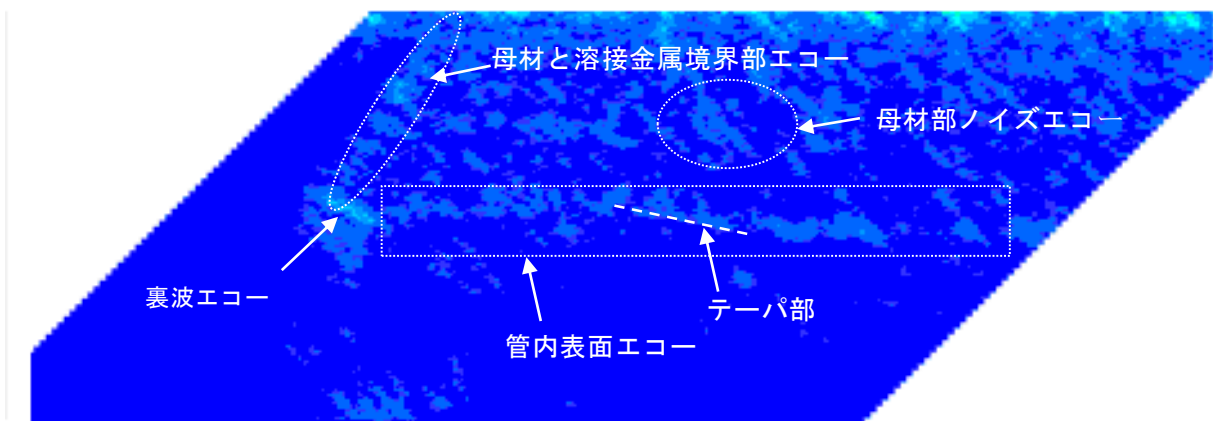 母材と溶接金属境界部エコー
母材部ノイズエコー
裏波エコー
テーパ部
管内表面エコー